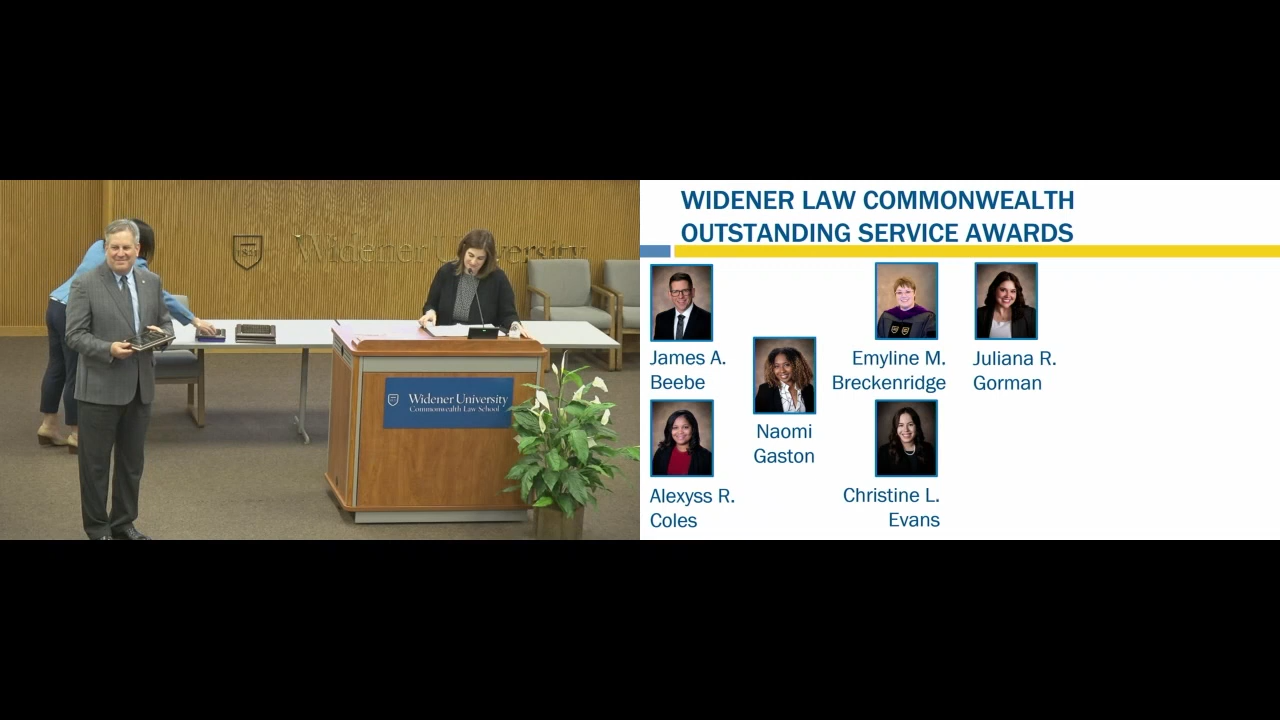 Widener University
Widener University
Commonwealth Law School
WIDENER LAW COMMONWEALTH
OUTSTANDING SERVICE AWARDS
James A.
Beebe
Alexyss R.
Coles
Naomi
Gaston
Emyline M.
Breckenridge
Christine L.
Evans
Juliana R.
Gorman